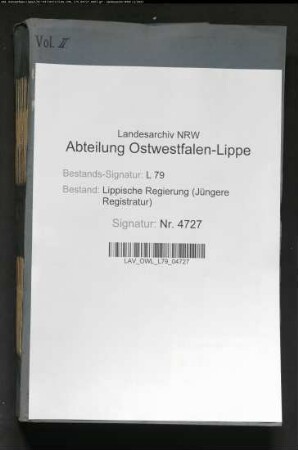 Vol. II
Landesarchiv NRW
Abteilung Ostwestfalen-Lippe
Bestands-Signatur: L 79
Bestand: Lippische Regierung (Jüngere
Registratur)
Signatur: Nr. 4727
LAV_OWL_L79_04727